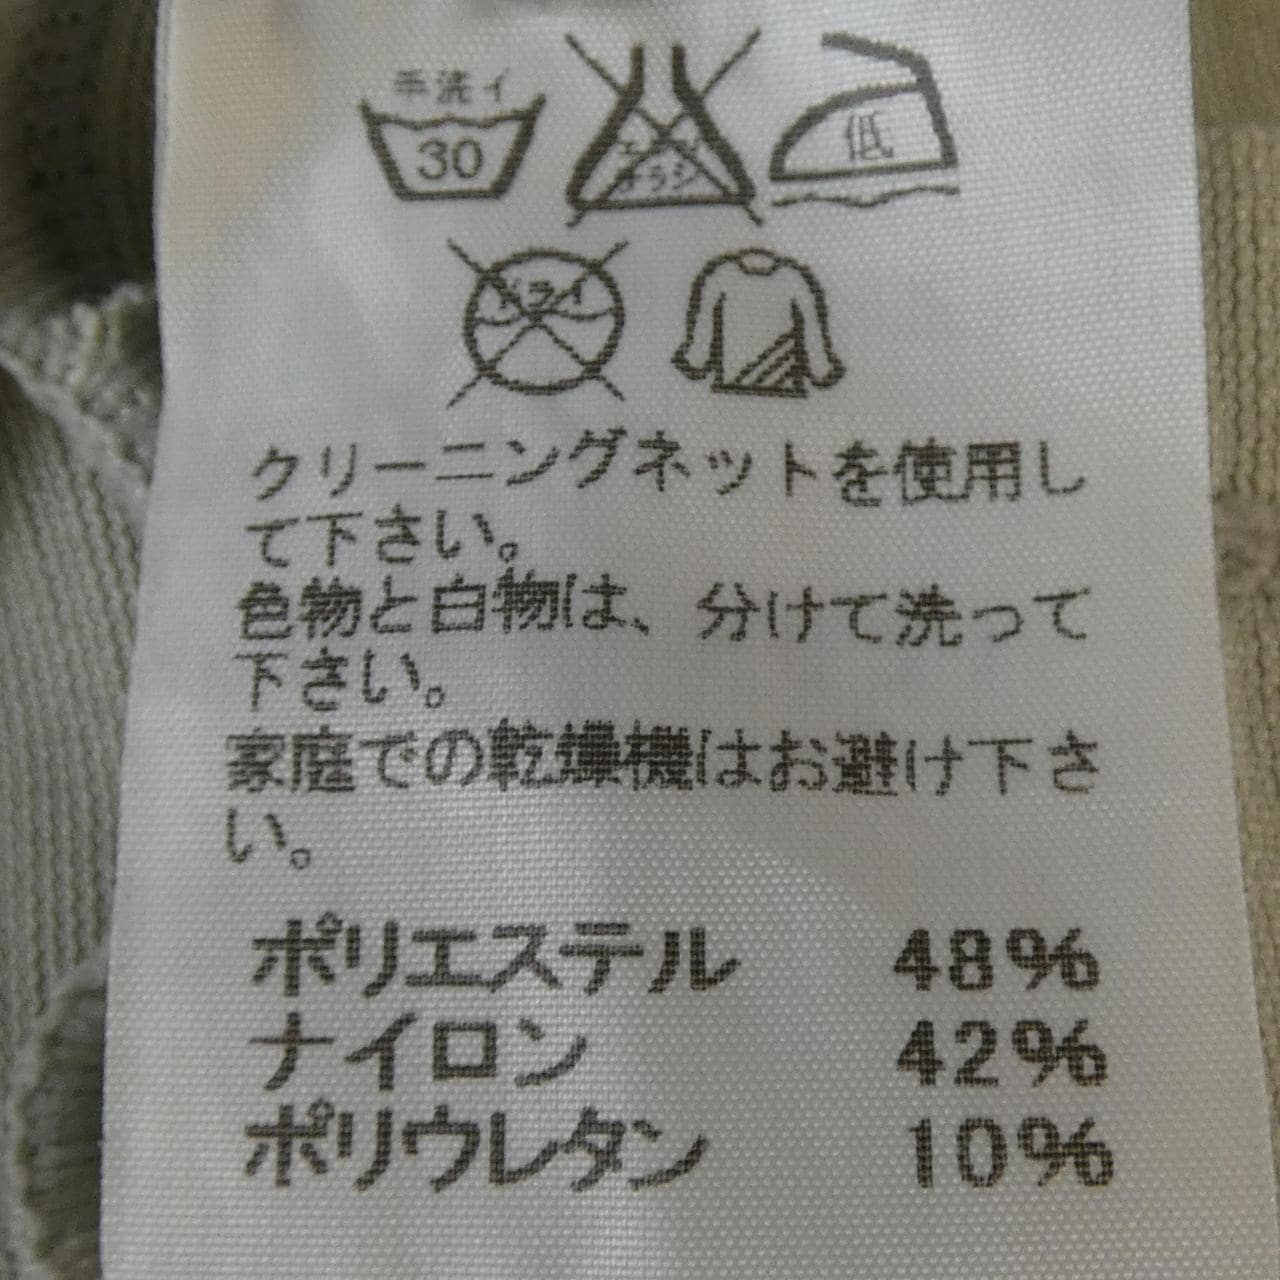 手洗イ
30
エンソ
サラシ
低
ドライ
クリーニングネットを使用し
て下さい。
色物と白物は、分けて洗って
下さい。
家庭での乾燥機はお避け下さ
い。
ポリエステル 48%
ナイロン 42%
ポリウレタン 10%